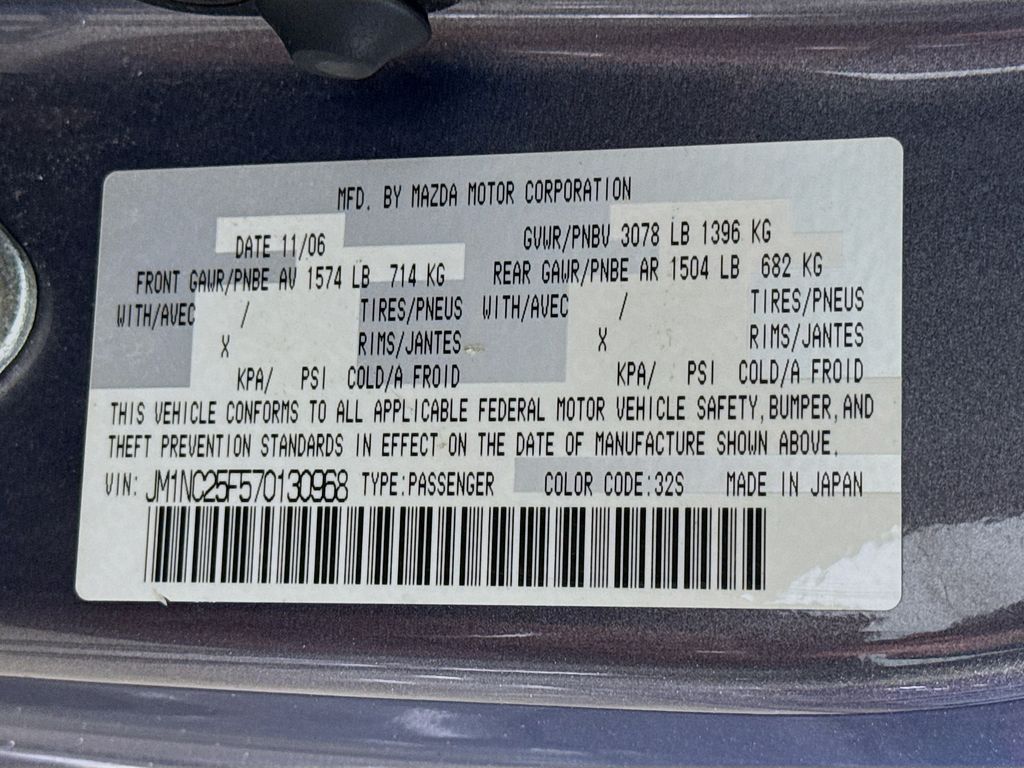 MFD. BY MAZDA MOTOR CORPORATION
DATE 11/06 GVWR/PNBV 3078 LB 1396 KG
FRONT GAWR/PNBE AV 1574 LB 714 KG REAR GAWR/PNBE AR 1504 LB 682 KG
WITH/AVEC / TIRES/PNEUS WITH/AVEC / TIRES/PNEUS
X RIMS/JANTES X RIMS/JANTES
KPA/ PSI COLD/A FROID KPA/ PSI COLD/A FROID
THIS VEHICLE CONFORMS TO ALL APPLICABLE FEDERAL MOTOR VEHICLE SAFETY, BUMPER, AND
THEFT PREVENTION STANDARDS IN EFFECT ON THE DATE OF MANUFACTURE SHOWN ABOVE.
VIN: JM1NC25F570130968 TYPE:PASSENGER COLOR CODE:32S MADE IN JAPAN